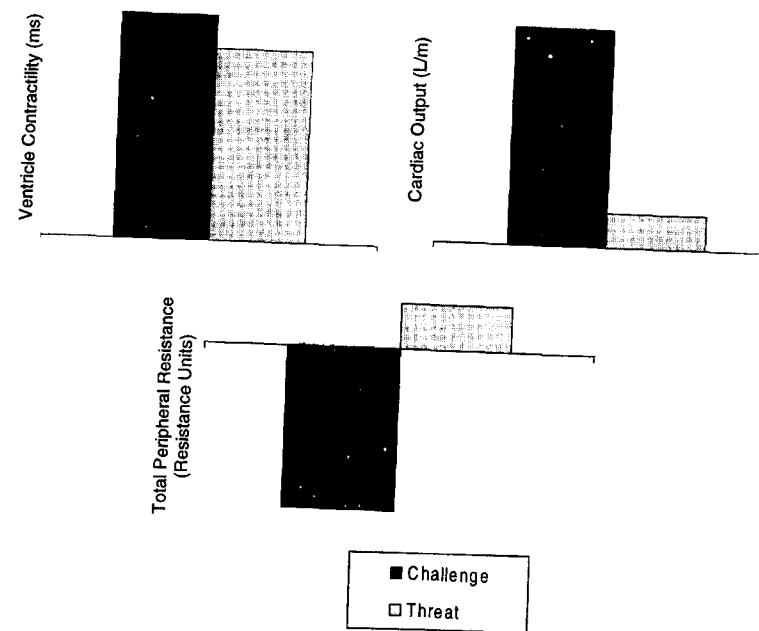 Ventricle Contractility (ms)
Cardiac Output (L/m)
Total Peripheral Resistance
(Resistance Units)
Challenge
Threat